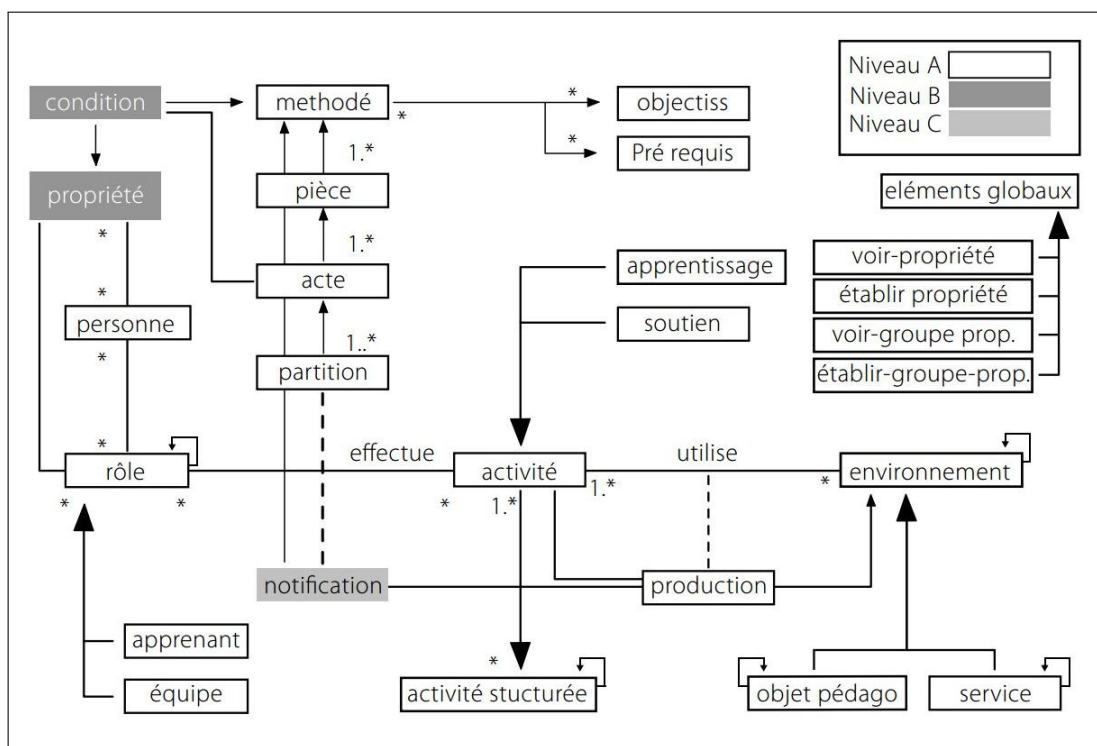 Niveau A
Niveau B
Niveau C
condition
methodé
*
*
objectiss
*
Pré requis
1.*
propriété
pièce
eléments globaux
*
1.*
voir-propriété
apprentissage
acte
établir propriété
*
personne
soutien
voir-groupe prop.
*
1..*
partition
établir-groupe-prop.
*
rôle
effectue
activité
utilise
environnement
*
*
*
1.*
1.*
*
notification
production
apprenant
*
équipe
activité stucturée
objet pédago
service